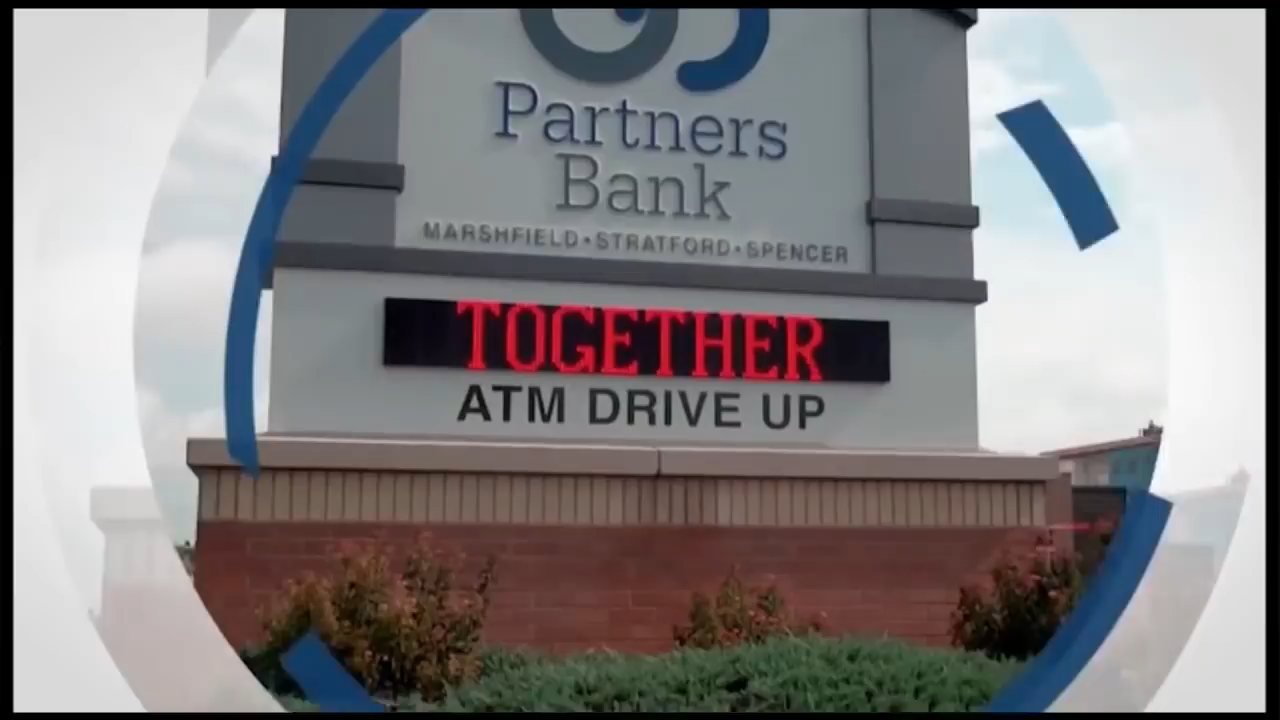 Partners
Bank
MARSHFIELD•STRATFORD•SPENCER
TOGETHER
ATM DRIVE UP